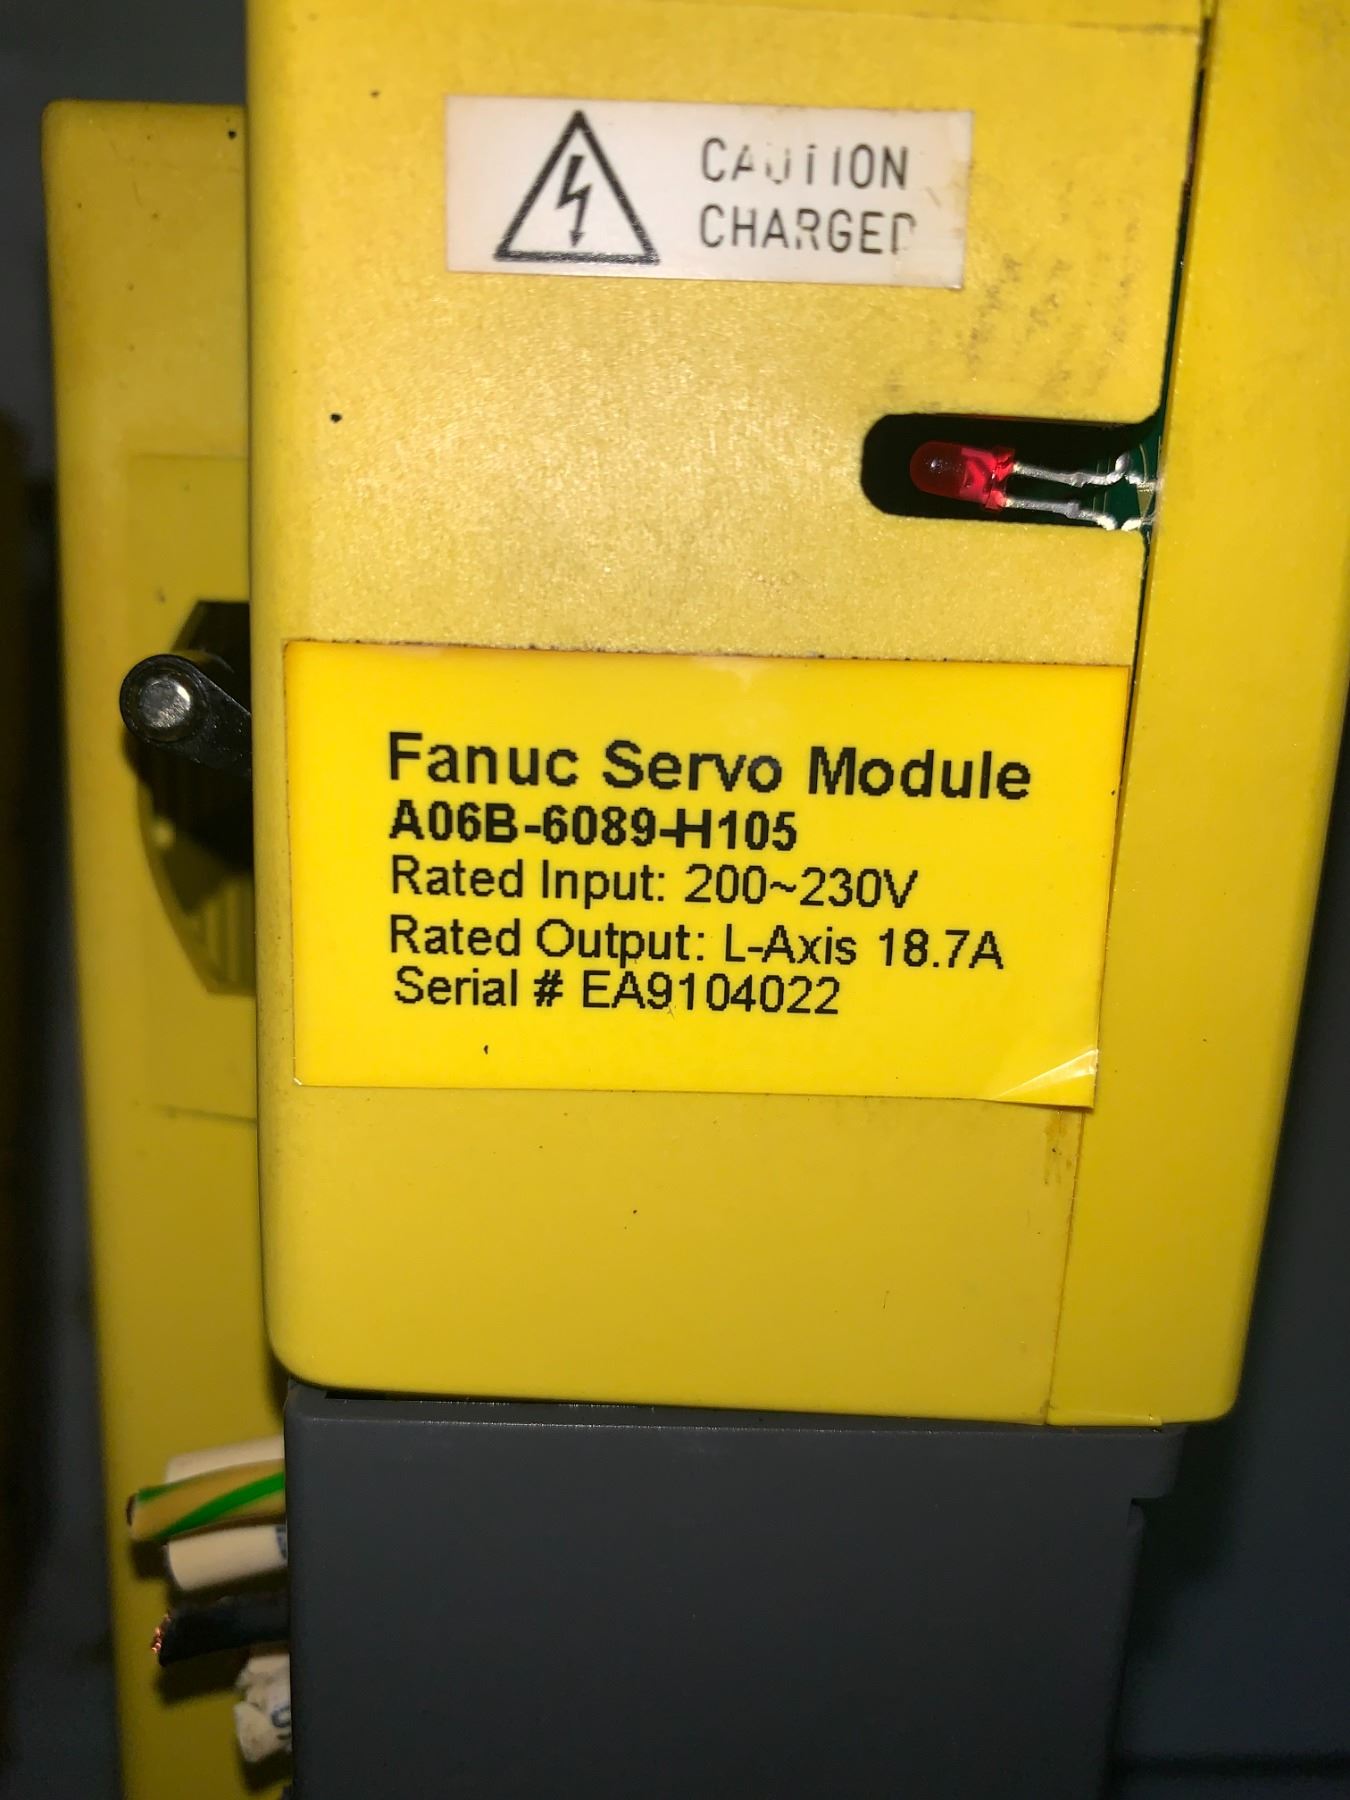 CAUTION
CHARGED
Fanuc Servo Module
A06B-6089-H105
Rated Input: 200~230V
Rated Output: L-Axis 18.7A
Serial # EA9104022